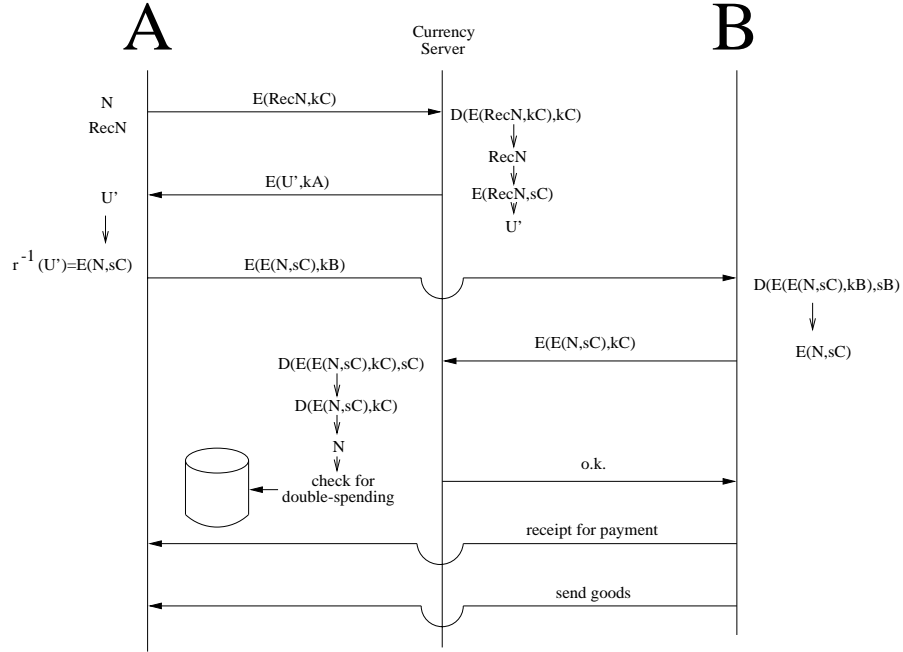 A
Currency
Server
B
N
RecN
E(RecN,kC)
D(E(RecN,kC),kC)
RecN
E(U',kA)
E(RecN,sC)
U'
U'
r⁻¹(U')=E(N,sC)
E(E(N,sC),kB)
D(E(E(N,sC),kB),sB)
E(N,sC)
E(E(N,sC),kC)
D(E(E(N,sC),kC),sC)
D(E(N,sC),kC)
N
check for
double-spending
o.k.
receipt for payment
send goods